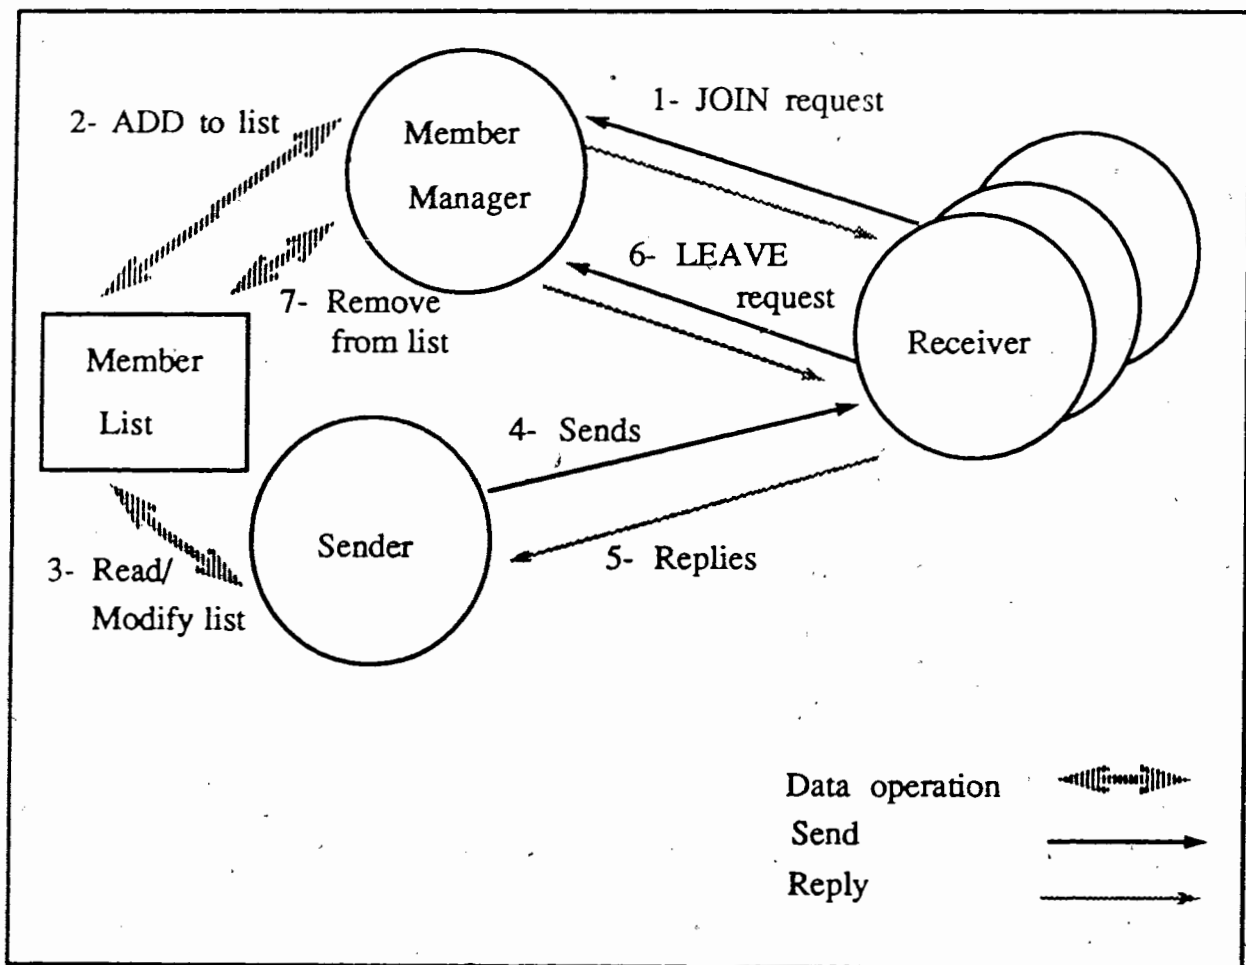 2- ADD to list
1- JOIN request
Member
Manager
6- LEAVE
request
7- Remove
from list
Receiver
Member
List
4- Sends
Sender
5- Replies
3- Read/
Modify list
Data operation
Send
Reply